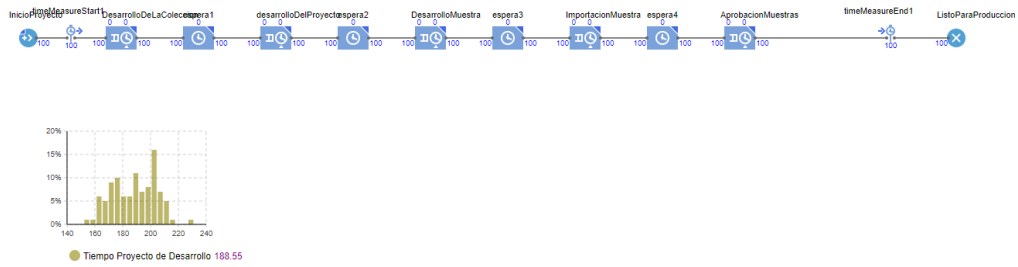 InicioProyecto timeMeasureStart1 DesarrolloDeLaColeccion espera1 desarrolloDelProyecto espera2 DesarrolloMuestra espera3 ImportacionMuestra espera4 AprobacionMuestras timeMeasureEnd1 ListoParaProduccion
0 0 0 0 0 0 0 0 0 0 0 0 0
100 100 100 100 100 100 100 100 100 100 100 100 100 100 100 100 100 100 100 100
20%
15%
10%
5%
0%
140 160 180 200 220 240
Tiempo Proyecto de Desarrollo 188.55